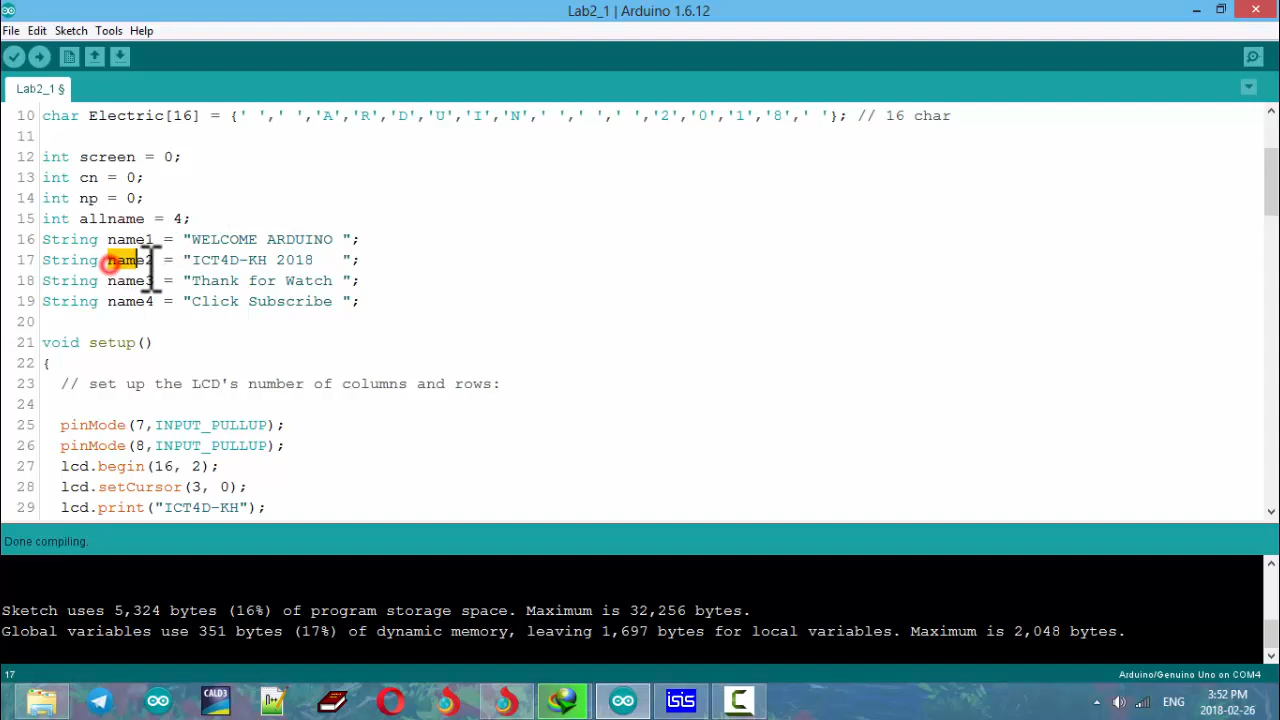 Lab2_1 | Arduino 1.6.12
File Edit Sketch Tools Help
Lab2_1 §
10 char Electric[16] = {' ',' ','A','R','D','U','I','N',' ',' ',' ','2','0','1','8',' '}; // 16 char
11
12 int screen = 0;
13 int cn = 0;
14 int np = 0;
15 int allname = 4;
16 String name1 = "WELCOME ARDUINO ";
17 String name2 = "ICT4D-KH 2018   ";
18 String name3 = "Thank for Watch ";
19 String name4 = "Click Subscribe ";
20
21 void setup()
22 {
23   // set up the LCD's number of columns and rows:
24
25   pinMode(7,INPUT_PULLUP);
26   pinMode(8,INPUT_PULLUP);
27   lcd.begin(16, 2);
28   lcd.setCursor(3, 0);
29   lcd.print("ICT4D-KH");
Done compiling.
Sketch uses 5,324 bytes (16%) of program storage space. Maximum is 32,256 bytes.
Global variables use 351 bytes (17%) of dynamic memory, leaving 1,697 bytes for local variables. Maximum is 2,048 bytes.
17 Arduino/Genuino Uno on COM4
CALD3
isis
ENG
3:52 PM
2018-02-26